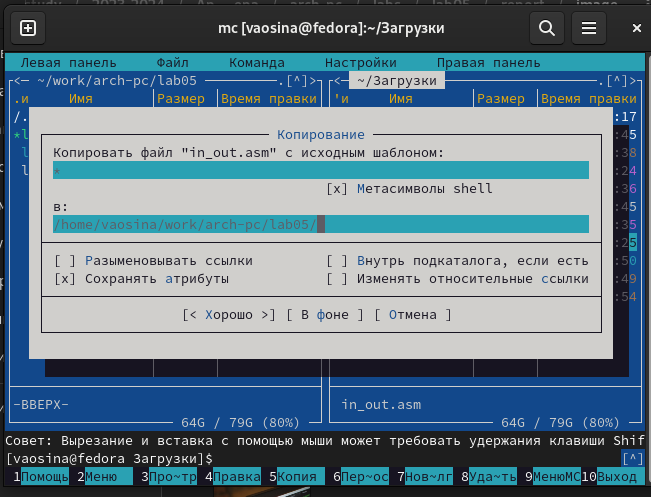 mc [vaosina@fedora]:~/Загрузки
Левая панель Файл Команда Настройки Правая панель
<— ~/work/arch-pc/lab05 .[^]> <— ~/Загрузки .[^]>
.и Имя Размер Время правки 'и Имя Размер Время правки
/. :17
Копирование
*l :45
Копировать файл "in_out.asm" с исходным шаблоном:
l :38
*
l :24
[x] Метасимволы shell
:36
в:
:45
/home/vaosina/work/arch-pc/lab05/
:35
:25
[ ] Разыменовывать ссылки [ ] Внутрь подкаталога, если есть
:50
[x] Сохранять атрибуты [ ] Изменять относительные ссылки
:49
:54
[< Хорошо >] [ В фоне ] [ Отмена ]
-ВВЕРХ- in_out.asm
64G / 79G (80%) 64G / 79G (80%)
Совет: Вырезание и вставка с помощью мыши может требовать удержания клавиши Shif
[vaosina@fedora Загрузки]$ [^]
1Помощь 2Меню 3Про~тр 4Правка 5Копия 6Пер~ос 7Нов~лг 8Уда~ть 9МенюМС 10Выход